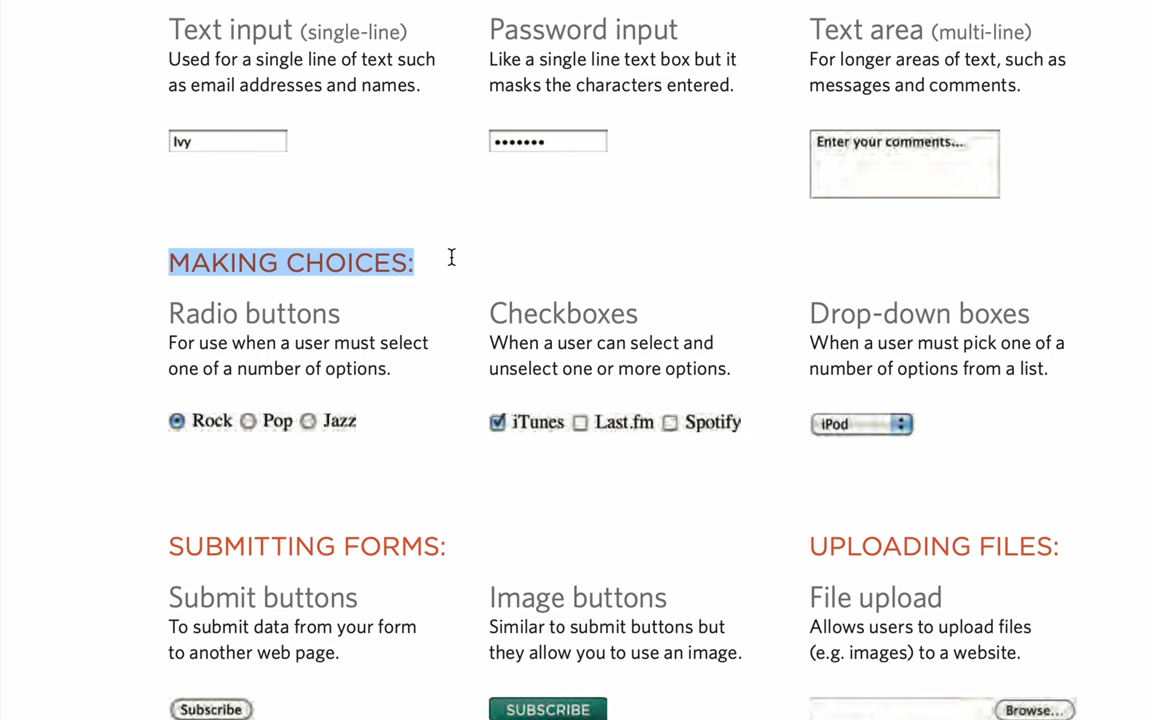 Text input (single-line)
Used for a single line of text such
as email addresses and names.
Ivy
Password input
Like a single line text box but it
masks the characters entered.
•••••••
Text area (multi-line)
For longer areas of text, such as
messages and comments.
Enter your comments...
MAKING CHOICES:
Radio buttons
For use when a user must select
one of a number of options.
Rock Pop Jazz
Checkboxes
When a user can select and
unselect one or more options.
iTunes Last.fm Spotify
Drop-down boxes
When a user must pick one of a
number of options from a list.
iPod
SUBMITTING FORMS:
Submit buttons
To submit data from your form
to another web page.
Subscribe
Image buttons
Similar to submit buttons but
they allow you to use an image.
SUBSCRIBE
UPLOADING FILES:
File upload
Allows users to upload files
(e.g. images) to a website.
Browse...